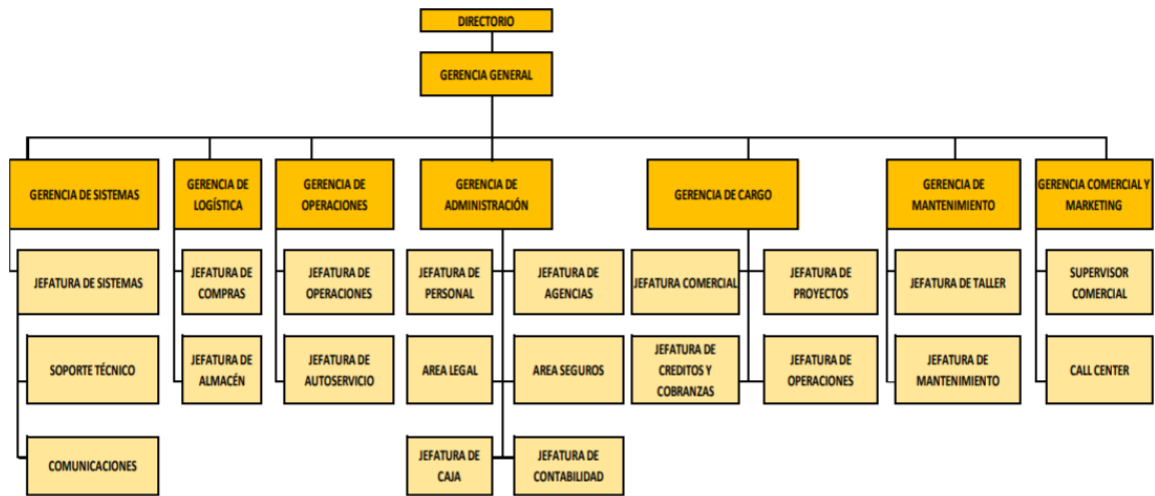 DIRECTORIO
GERENCIA GENERAL
GERENCIA DE SISTEMAS
GERENCIA DE
LOGÍSTICA
GERENCIA DE
OPERACIONES
GERENCIA DE
ADMINISTRACIÓN
GERENCIA DE CARGO
GERENCIA DE
MANTENIMIENTO
GERENCIA COMERCIAL Y
MARKETING
JEFATURA DE SISTEMAS
JEFATURA DE
COMPRAS
JEFATURA DE
OPERACIONES
JEFATURA DE
PERSONAL
JEFATURA DE
AGENCIAS
JEFATURA COMERCIAL
JEFATURA DE
PROYECTOS
JEFATURA DE TALLER
SUPERVISOR
COMERCIAL
SOPORTE TÉCNICO
JEFATURA DE
ALMACÉN
JEFATURA DE
AUTOSERVICIO
AREA LEGAL
AREA SEGUROS
JEFATURA DE
CREDITOS Y
COBRANZAS
JEFATURA DE
OPERACIONES
JEFATURA DE
MANTENIMIENTO
CALL CENTER
COMUNICACIONES
JEFATURA DE
CAJA
JEFATURA DE
CONTABILIDAD